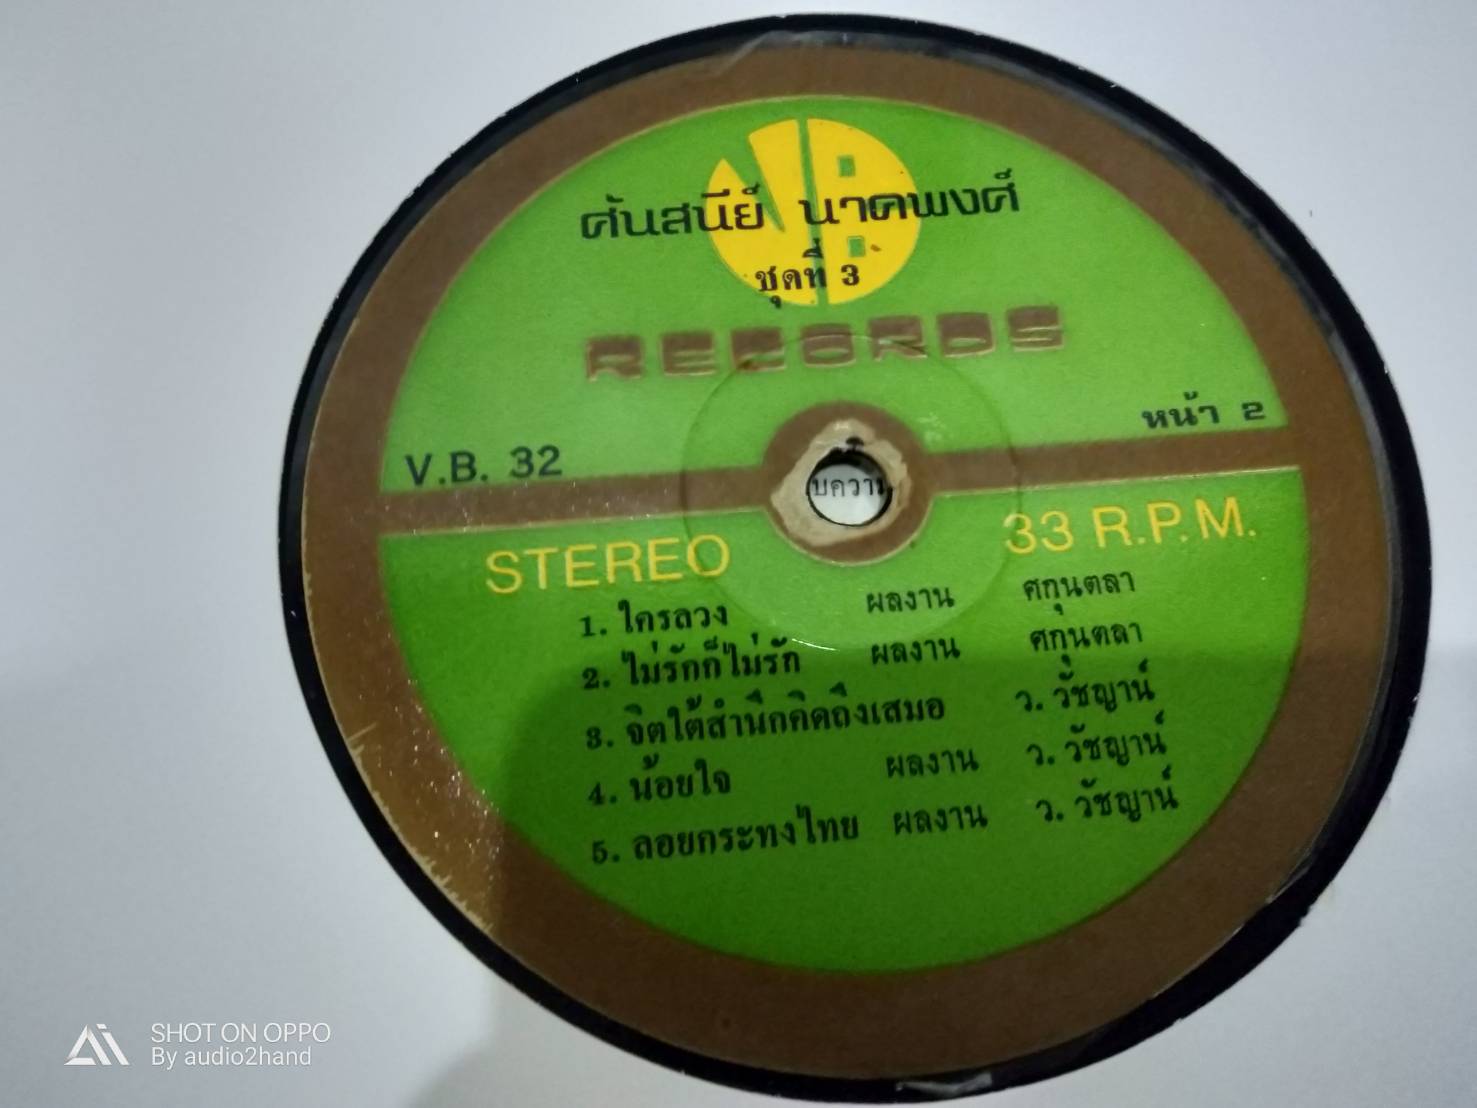 VB
ศันสนีย์ นาคพงศ์
ชุดที่ 3
RECORDS
หน้า 2
V.B. 32
บความ
STEREO 33 R.P.M.
1. ใครลวง ผลงาน ศกุนตลา
2. ไม่รักก็ไม่รัก ผลงาน ศกุนตลา
3. จิตใต้สำนึกคิดถึงเสมอ ว. วัชญาน์
4. น้อยใจ ผลงาน ว. วัชญาน์
5. ลอยกระทงไทย ผลงาน ว. วัชญาน์
SHOT ON OPPO
By audio2hand